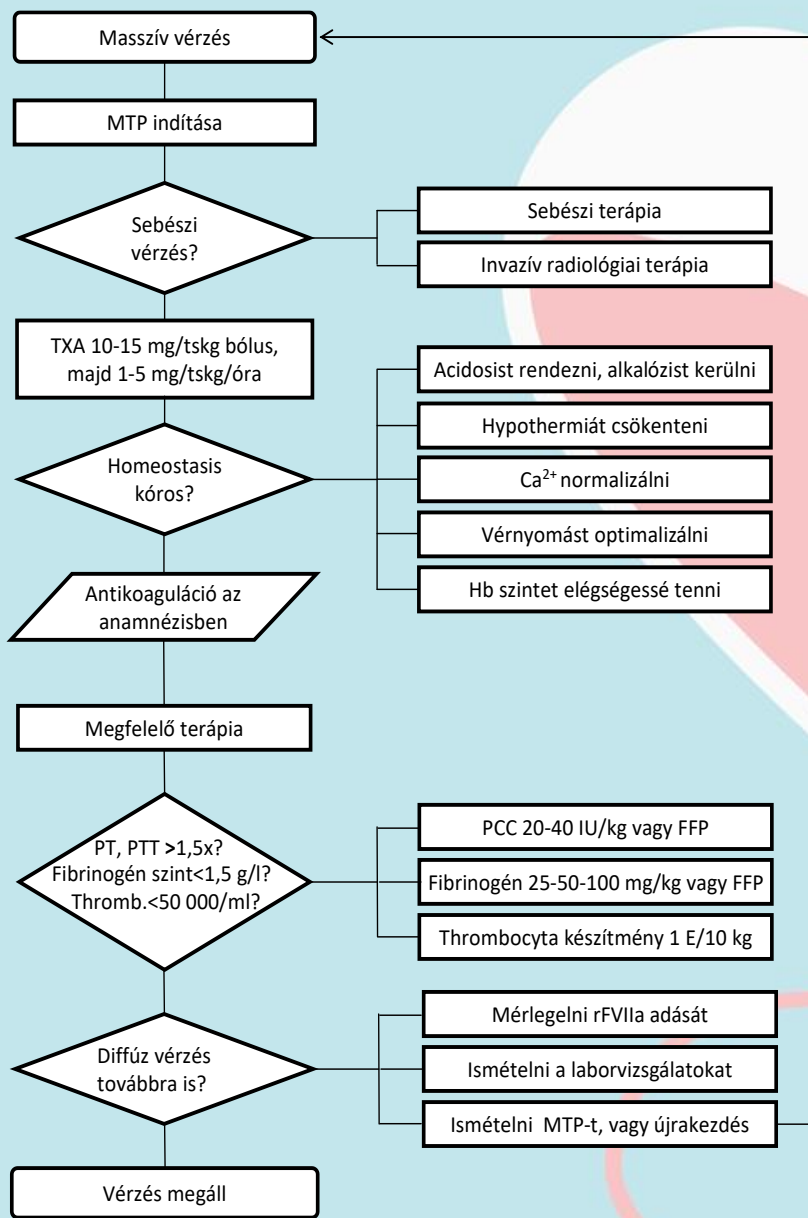 Masszív vérzés
MTP indítása
Sebészi
vérzés?
Sebészi terápia
Invazív radiológiai terápia
TXA 10-15 mg/tskg bólus,
majd 1-5 mg/tskg/óra
Homeostasis
kóros?
Acidosist rendezni, alkalózist kerülni
Hypothermiát csökkenteni
Ca²⁺ normalizálni
Vérnyomást optimalizálni
Hb szintet elégségessé tenni
Antikoaguláció az
anamnézisben
Megfelelő terápia
PT, PTT >1,5x?
Fibrinogén szint<1,5 g/l?
Thromb.<50 000/ml?
PCC 20-40 IU/kg vagy FFP
Fibrinogén 25-50-100 mg/kg vagy FFP
Thrombocyta készítmény 1 E/10 kg
Diffúz vérzés
továbbra is?
Mérlegelni rFVIIa adását
Ismételni a laborvizsgálatokat
Ismételni MTP-t, vagy újrakezdés
Vérzés megáll